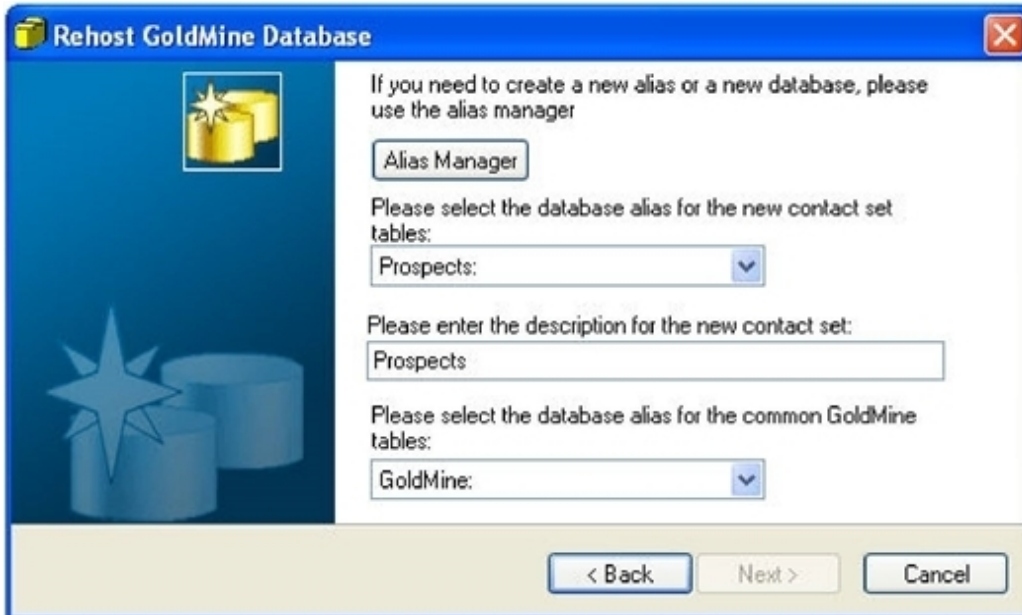 Rehost GoldMine Database
If you need to create a new alias or a new database, please
use the alias manager
Alias Manager
Please select the database alias for the new contact set
tables:
Prospects:
Please enter the description for the new contact set:
Prospects
Please select the database alias for the common GoldMine
tables:
GoldMine:
< Back
Next >
Cancel